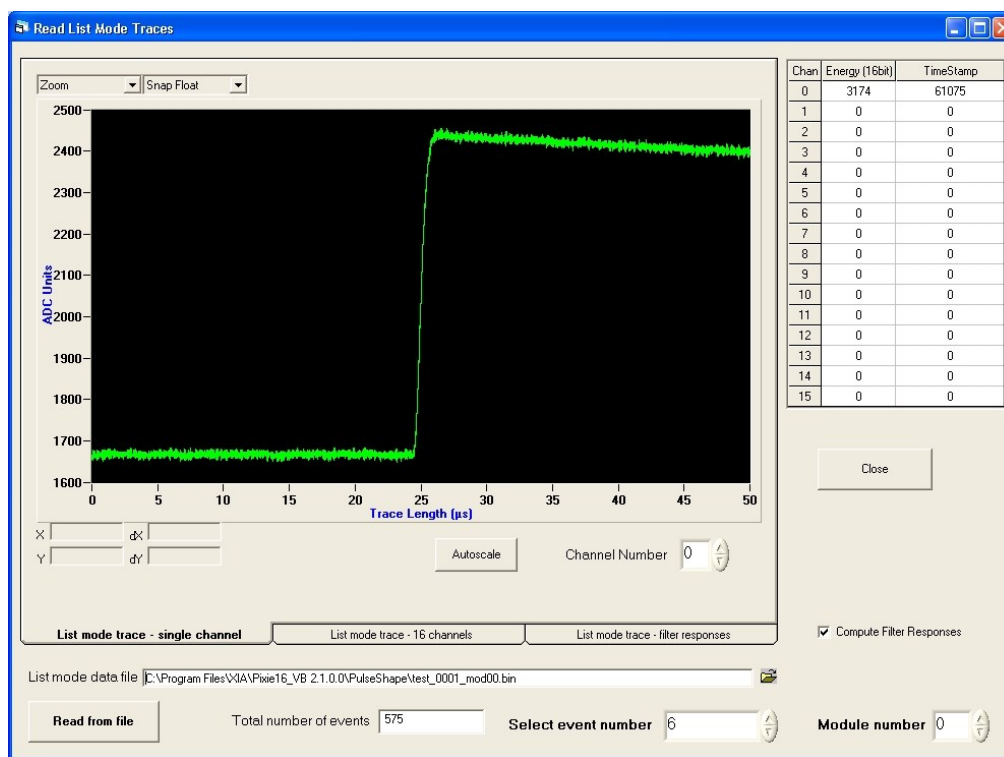 Read List Mode Traces
Zoom
Snap Float
2500
2400
2300
2200
2100
2000
1900
1800
1700
1600
ADC Units
0 5 10 15 20 25 30 35 40 45 50
Trace Length (µs)
X dX
Y dY
Autoscale
Channel Number 0
List mode trace - single channel
List mode trace - 16 channels
List mode trace - filter responses
Chan Energy (16bit) TimeStamp
0 3174 61075
1 0 0
2 0 0
3 0 0
4 0 0
5 0 0
6 0 0
7 0 0
8 0 0
9 0 0
10 0 0
11 0 0
12 0 0
13 0 0
14 0 0
15 0 0
Close
Compute Filter Responses
List mode data file C:\Program Files\XIA\Pixie16_VB 2.1.0.0\PulseShape\test_0001_mod00.bin
Read from file
Total number of events 575
Select event number 6
Module number 0